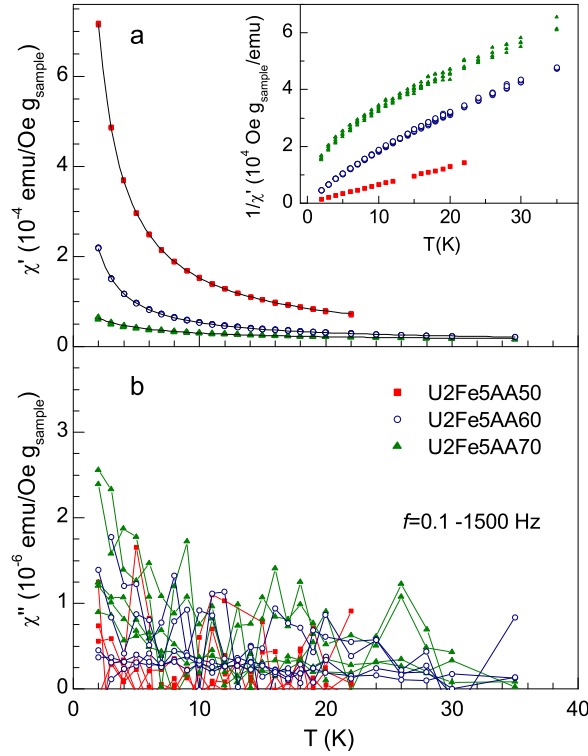 a
χ' (10⁻⁴ emu/Oe g_sample)
6
4
2
0
1/χ' (10⁴ Oe g_sample/emu)
6
4
2
0
0
10
20
30
40
T(K)
b
χ'' (10⁻⁶ emu/Oe g_sample)
3
2
1
0
U2Fe5AA50
U2Fe5AA60
U2Fe5AA70
f=0.1 -1500 Hz
0
10
20
30
40
T (K)